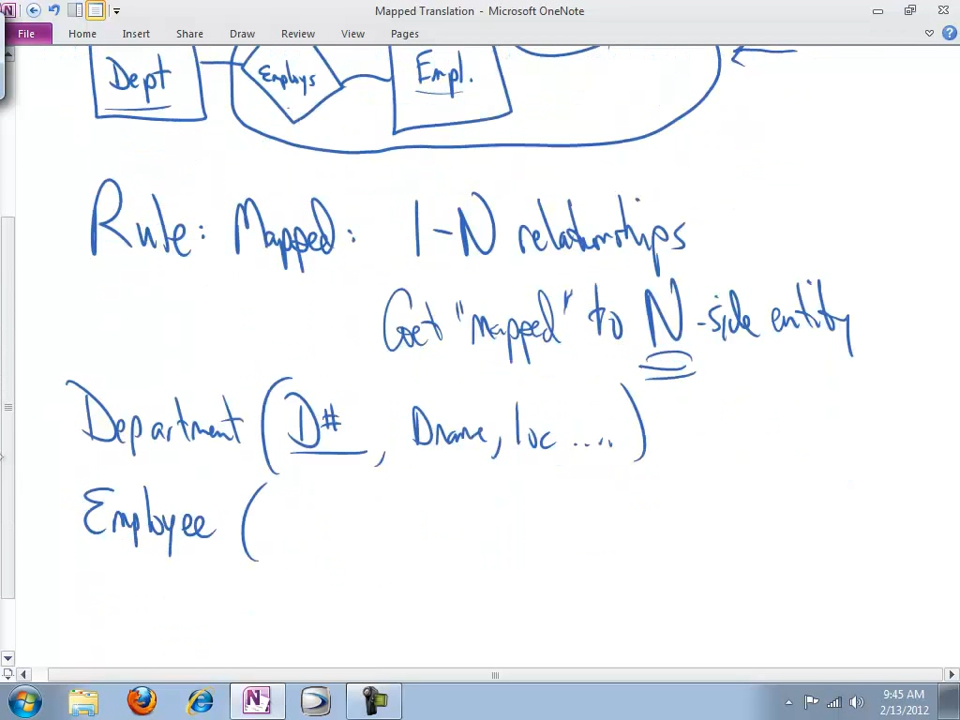 Mapped Translation - Microsoft OneNote
File Home Insert Share Draw Review View Pages
Dept Employs Empl.
Rule: Mapped: 1-N relationships
Get "mapped" to N-side entity
Department ( D#, Dname, loc .... )
Employee (
9:45 AM
2/13/2012